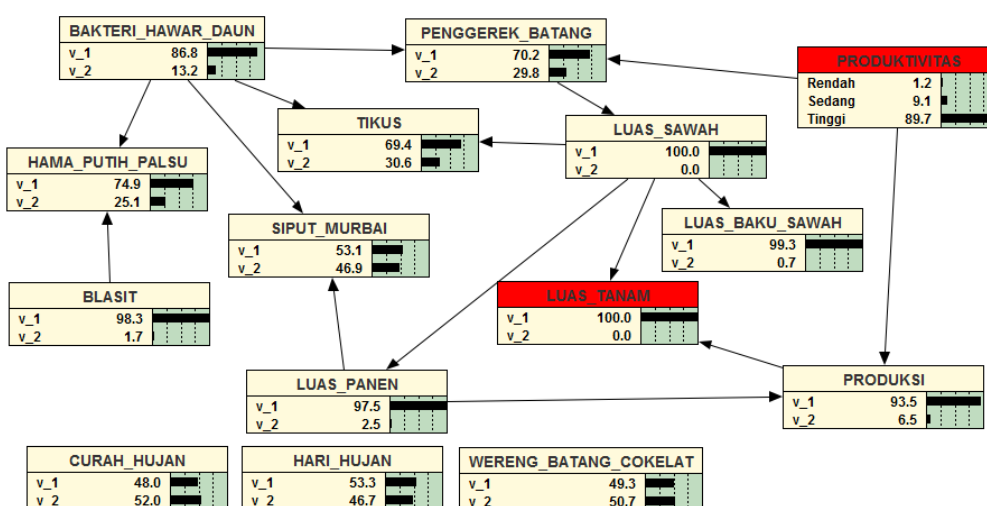 BAKTERI_HAWAR_DAUN
v_1 86.8
v_2 13.2
PENGGEREK_BATANG
v_1 70.2
v_2 29.8
PRODUKTIVITAS
Rendah 1.2
Sedang 9.1
Tinggi 89.7
TIKUS
v_1 69.4
v_2 30.6
LUAS_SAWAH
v_1 100.0
v_2 0.0
HAMA_PUTIH_PALSU
v_1 74.9
v_2 25.1
SIPUT_MURBAI
v_1 53.1
v_2 46.9
LUAS_BAKU_SAWAH
v_1 99.3
v_2 0.7
BLASIT
v_1 98.3
v_2 1.7
LUAS_TANAM
v_1 100.0
v_2 0.0
LUAS_PANEN
v_1 97.5
v_2 2.5
PRODUKSI
v_1 93.5
v_2 6.5
CURAH_HUJAN
v_1 48.0
v_2 52.0
HARI_HUJAN
v_1 53.3
v_2 46.7
WERENG_BATANG_COKELAT
v_1 49.3
v_2 50.7